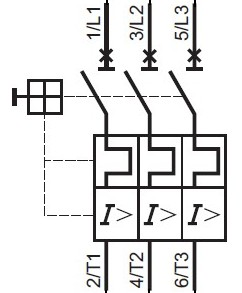 1/L1 3/L2 5/L3
I> I> I>
2/T1 4/T2 6/T3